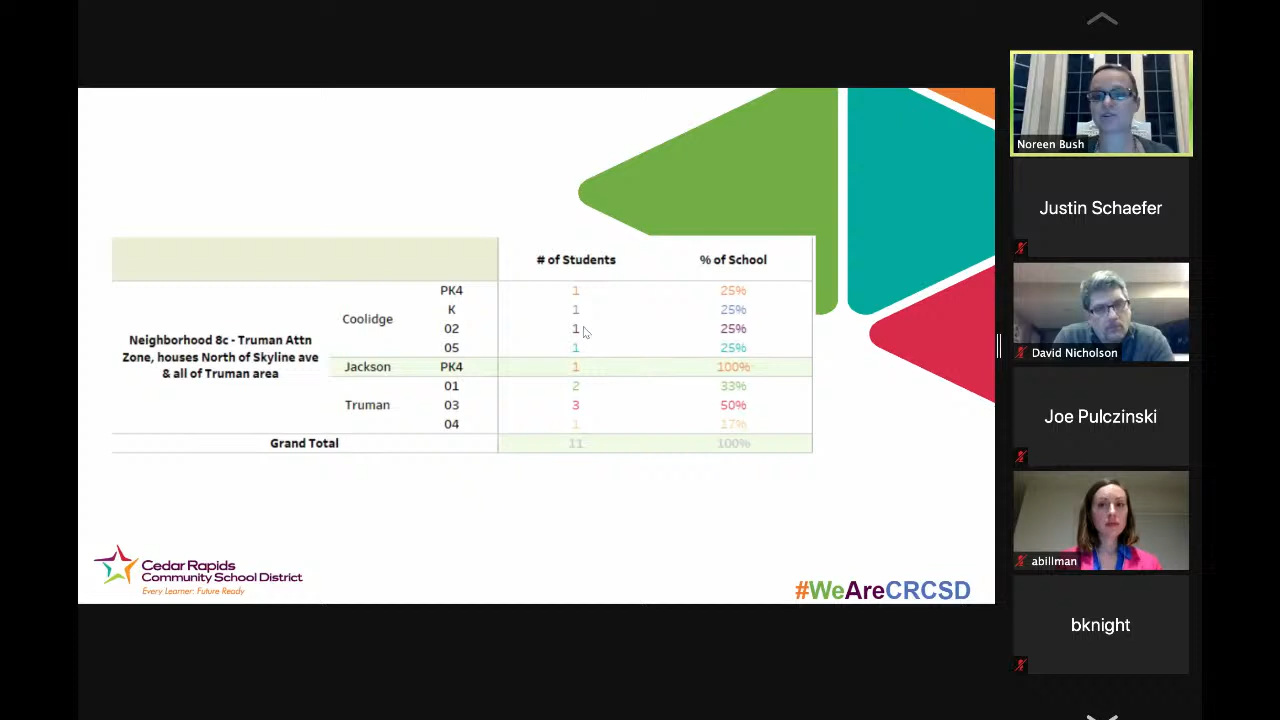 # of Students % of School
PK4 1 25%
K 1 25%
Coolidge
02 1 25%
05 1 25%
Neighborhood 8c - Truman Attn
Zone, houses North of Skyline ave
& all of Truman area
Jackson PK4 1 100%
01 2 33%
Truman 03 3 50%
04 1 17%
Grand Total 11 100%
Cedar Rapids
Community School District
Every Learner: Future Ready
#WeAreCRCSD
Noreen Bush
Justin Schaefer
David Nicholson
Joe Pulczinski
abillman
bknight